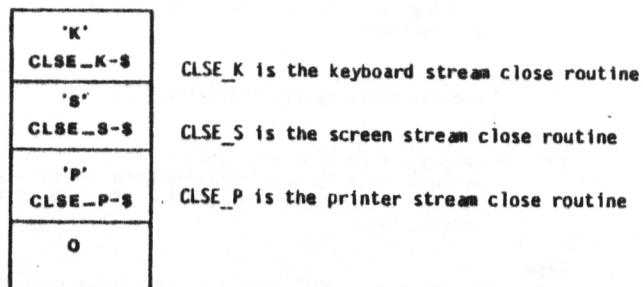 'K'
CLSE_K-$ CLSE_K is the keyboard stream close routine
'S'
CLSE_S-$ CLSE_S is the screen stream close routine
'P'
CLSE_P-$ CLSE_P is the printer stream close routine
0